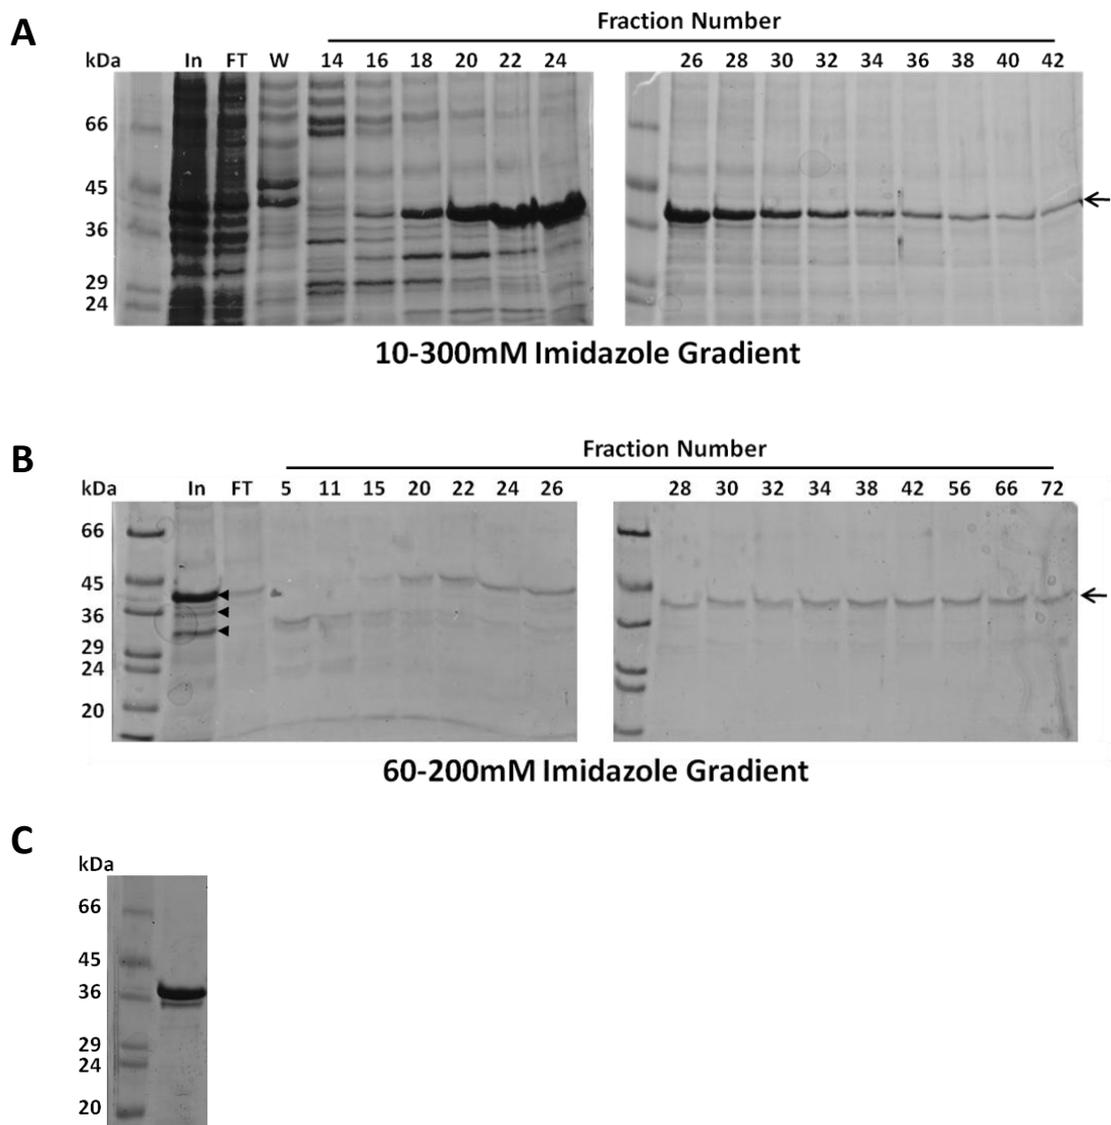 A
Fraction Number
kDa In FT W 14 16 18 20 22 24 26 28 30 32 34 36 38 40 42
66
45
36
29
24
10-300mM Imidazole Gradient
B
Fraction Number
kDa In FT 5 11 15 20 22 24 26 28 30 32 34 38 42 56 66 72
66
45
36
29
24
20
60-200mM Imidazole Gradient
C
kDa
66
45
36
29
24
20